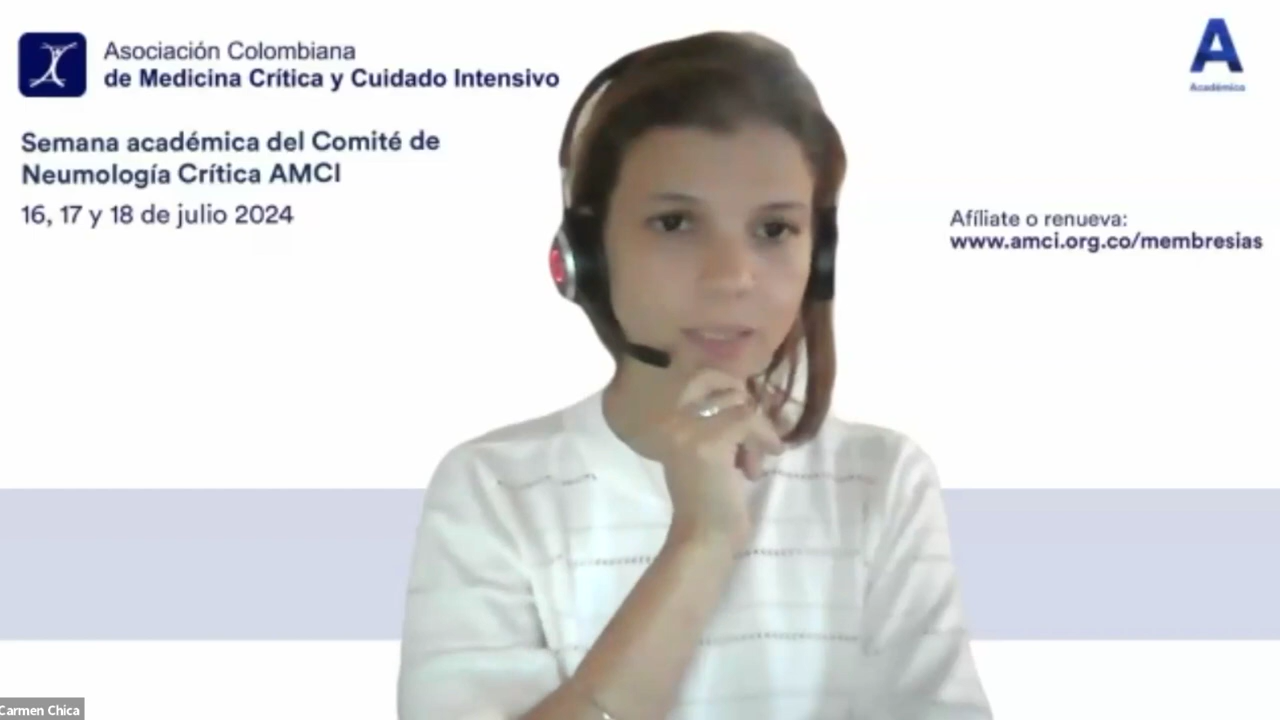 Asociación Colombiana
de Medicina Crítica y Cuidado Intensivo
Semana académica del Comité de
Neumología Crítica AMCI
16, 17 y 18 de julio 2024
A
Académico
Afíliate o renueva:
www.amci.org.co/membresias
Carmen Chica